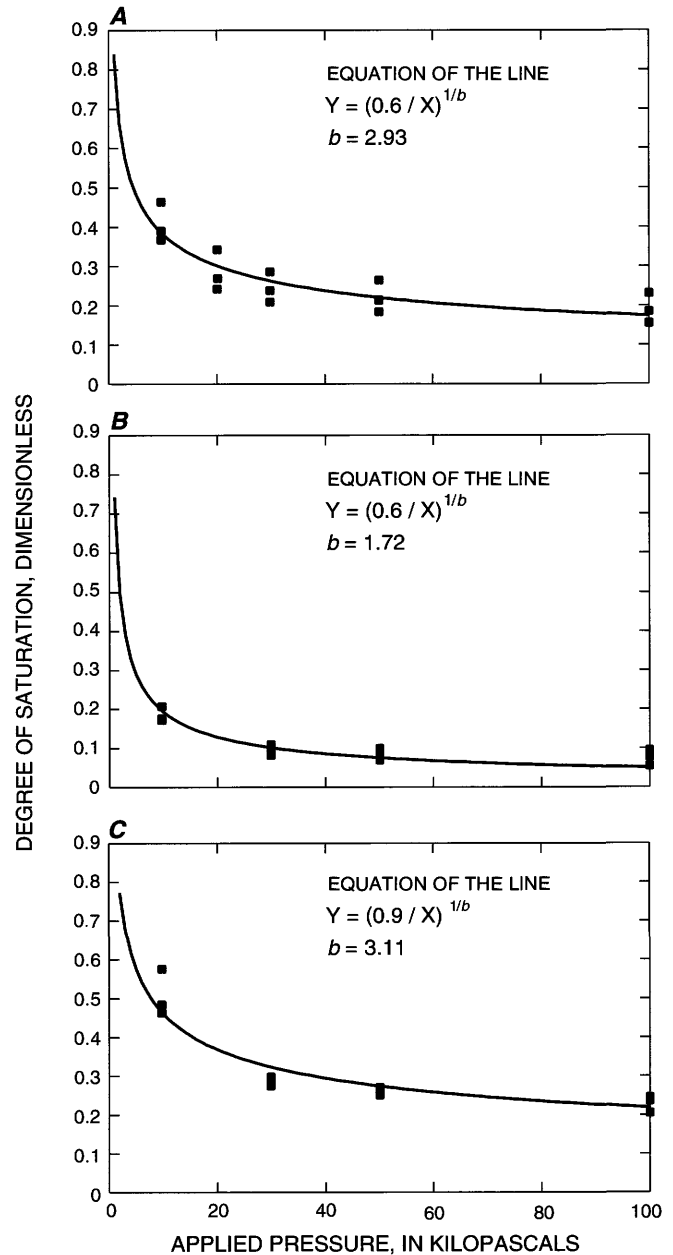 A
0.9
0.8
0.7
0.6
0.5
0.4
0.3
0.2
0.1
0
EQUATION OF THE LINE
Y = (0.6 / X)^1/b
b = 2.93
B
0.9
0.8
0.7
0.6
0.5
0.4
0.3
0.2
0.1
0
EQUATION OF THE LINE
Y = (0.6 / X)^1/b
b = 1.72
C
0.9
0.8
0.7
0.6
0.5
0.4
0.3
0.2
0.1
0
EQUATION OF THE LINE
Y = (0.9 / X)^1/b
b = 3.11
0 20 40 60 80 100
DEGREE OF SATURATION, DIMENSIONLESS
APPLIED PRESSURE, IN KILOPASCALS